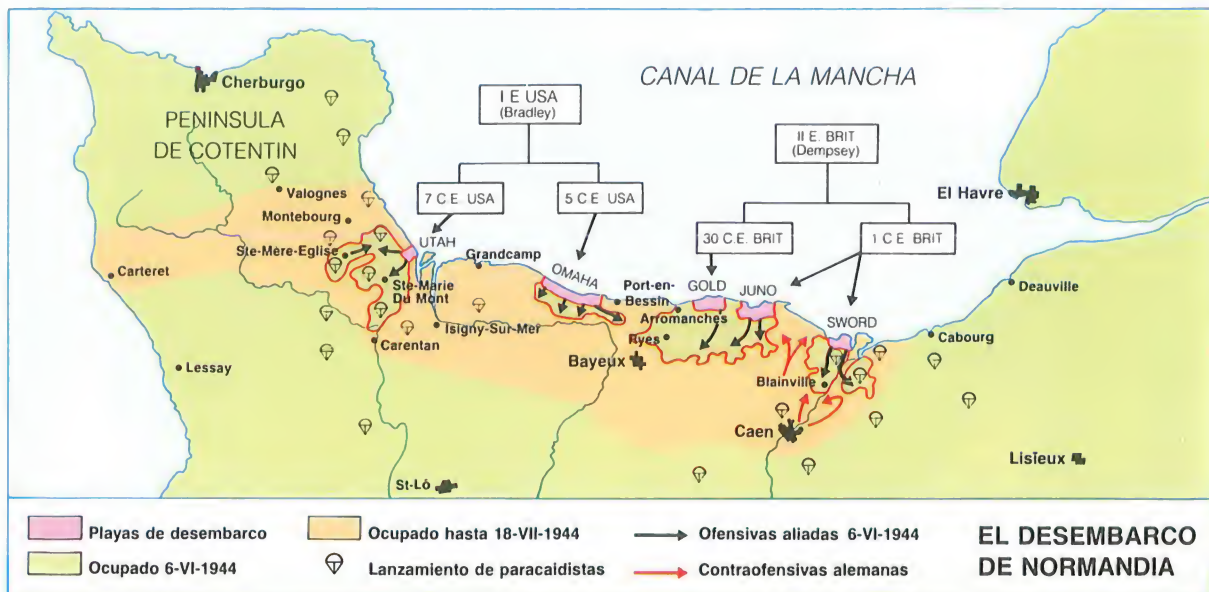 CANAL DE LA MANCHA
Cherburgo
PENINSULA
DE COTENTIN
I E USA
(Bradley)
II E. BRIT
(Dempsey)
7 C E. USA
5 C.E. USA
30 C.E. BRIT
1 C E. BRIT
El Havre
Valognes
Montebourg
Ste-Mère-Eglise
UTAH
Carteret
Ste-Marie
Du Mont
Grandcamp
OMAHA
Port-en-
Bessin
GOLD
JUNO
Arromanches
SWORD
Deauville
Isigny-Sur-Mer
Carentan
Ryes
Bayeux
Cabourg
Lessay
Blainville
Caen
Lisïeux
St-Ló
Playas de desembarco
Ocupado hasta 18-VII-1944
Ofensivas aliadas 6-VI-1944
Ocupado 6-VI-1944
Lanzamiento de paracaidistas
Contraofensivas alemanas
EL DESEMBARCO
DE NORMANDIA